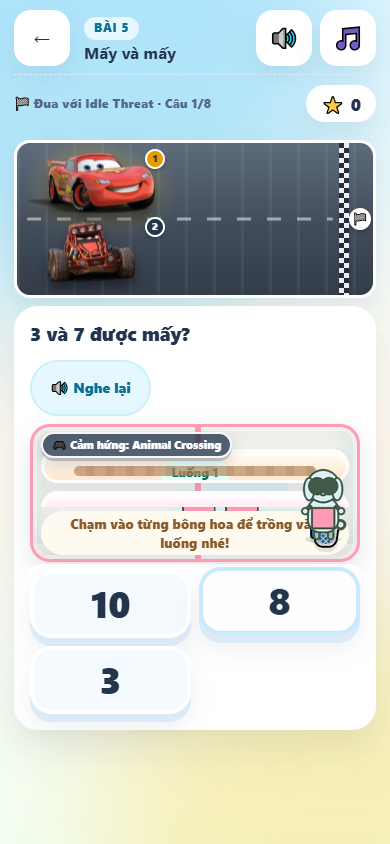 ←
BÀI 5
Mấy và mấy
Đua với Idle Threat · Câu 1/8
0
1
2
3 và 7 được mấy?
Nghe lại
Cảm hứng: Animal Crossing
Luống 1
Chạm vào từng bông hoa để trồng và
luống nhé!
10
8
3